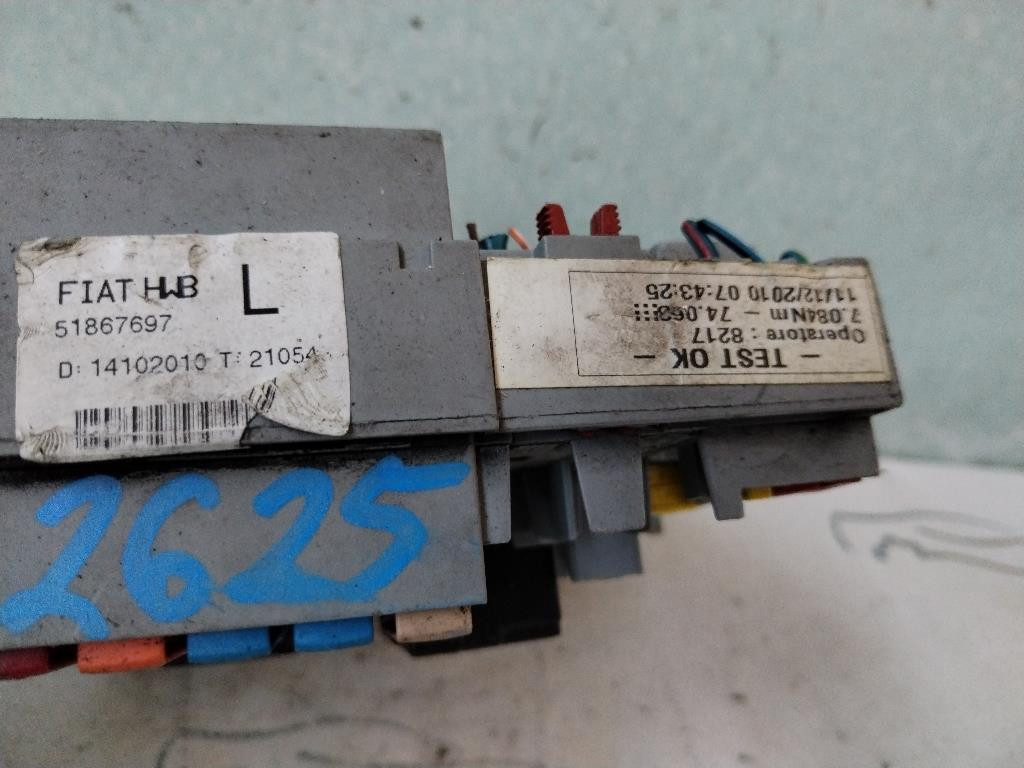 FIAT HWB L
51867697
D: 14102010 T: 21054
- TEST OK -
Operatore : 8217
7.084Nm - 74.063
11/12/2010 07:43:25
2625